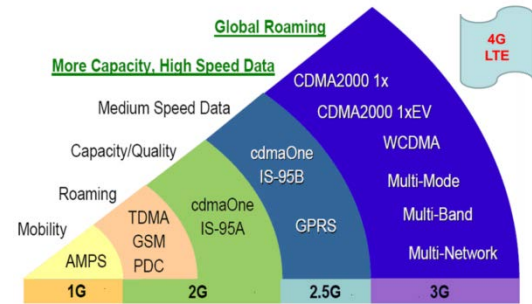 Global Roaming
4G
LTE
More Capacity, High Speed Data
CDMA2000 1x
Medium Speed Data
CDMA2000 1xEV
WCDMA
Capacity/Quality
cdmaOne
IS-95B
Multi-Mode
Roaming
cdmaOne
IS-95A
TDMA
GSM
PDC
Multi-Band
GPRS
Mobility
Multi-Network
AMPS
1G
2G
2.5G
3G